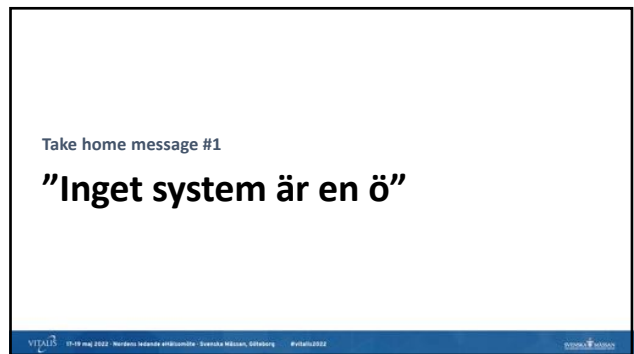 Take home message #1
”Inget system är en ö”
VITALIS 17-19 maj 2022 · Nordens ledande eHälsomöte · Svenska Mässan, Göteborg #vitalis2022 SVENSKA MÄSSAN